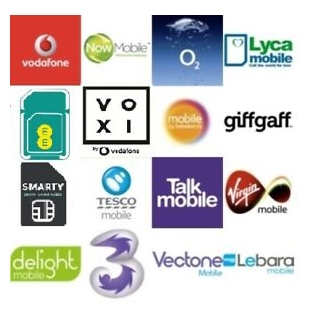 vodafone
Now Mobile
O2
Lyca
mobile
Call the world for less
EE
VO
XI
by vodafone
mobile
by Sainsbury's
giffgaff
SMARTY
TESCO
mobile
Talk
mobile
Virgin
mobile
delight
mobile
3
Vectone
Mobile
Lebara
mobile